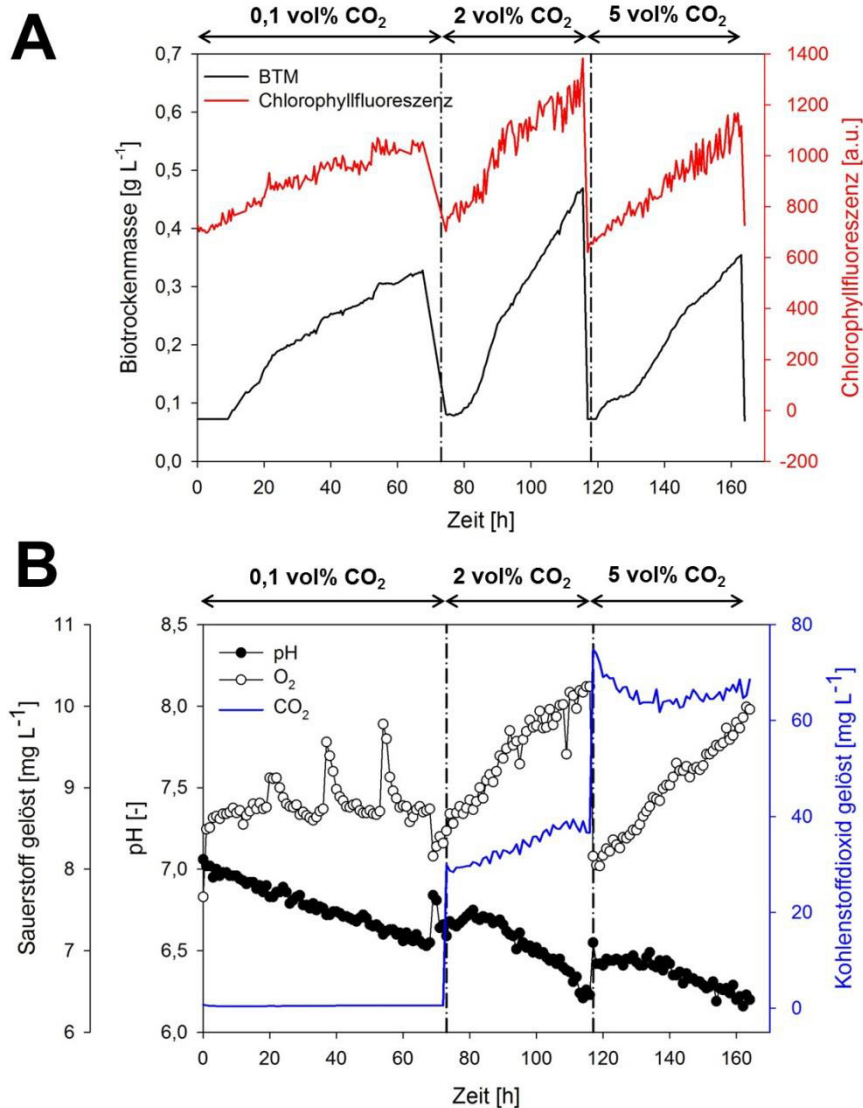 A
0,1 vol% CO₂ 2 vol% CO₂ 5 vol% CO₂
BTM
Chlorophyllfluoreszenz
Biotrockenmasse [g L⁻¹]
0,7
0,6
0,5
0,4
0,3
0,2
0,1
0,0
Chlorophyllfluoreszenz [a.u.]
1400
1200
1000
800
600
400
200
0
-200
0 20 40 60 80 100 120 140 160
Zeit [h]
B
0,1 vol% CO₂ 2 vol% CO₂ 5 vol% CO₂
Sauerstoff gelöst [mg L⁻¹]
11
10
9
8
7
6
pH [-]
8,5
8,0
7,5
7,0
6,5
6,0
pH
O₂
CO₂
Kohlenstoffdioxid gelöst [mg L⁻¹]
80
60
40
20
0
0 20 40 60 80 100 120 140 160
Zeit [h]